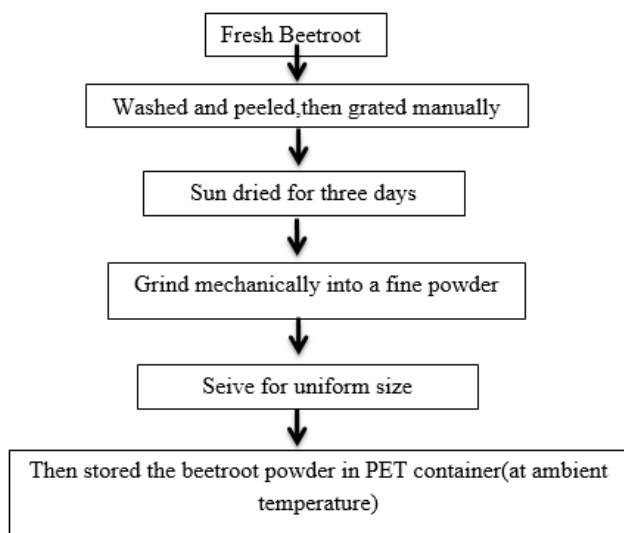 Fresh Beetroot
Washed and peeled,then grated manually
Sun dried for three days
Grind mechanically into a fine powder
Seive for uniform size
Then stored the beetroot powder in PET container(at ambient
temperature)